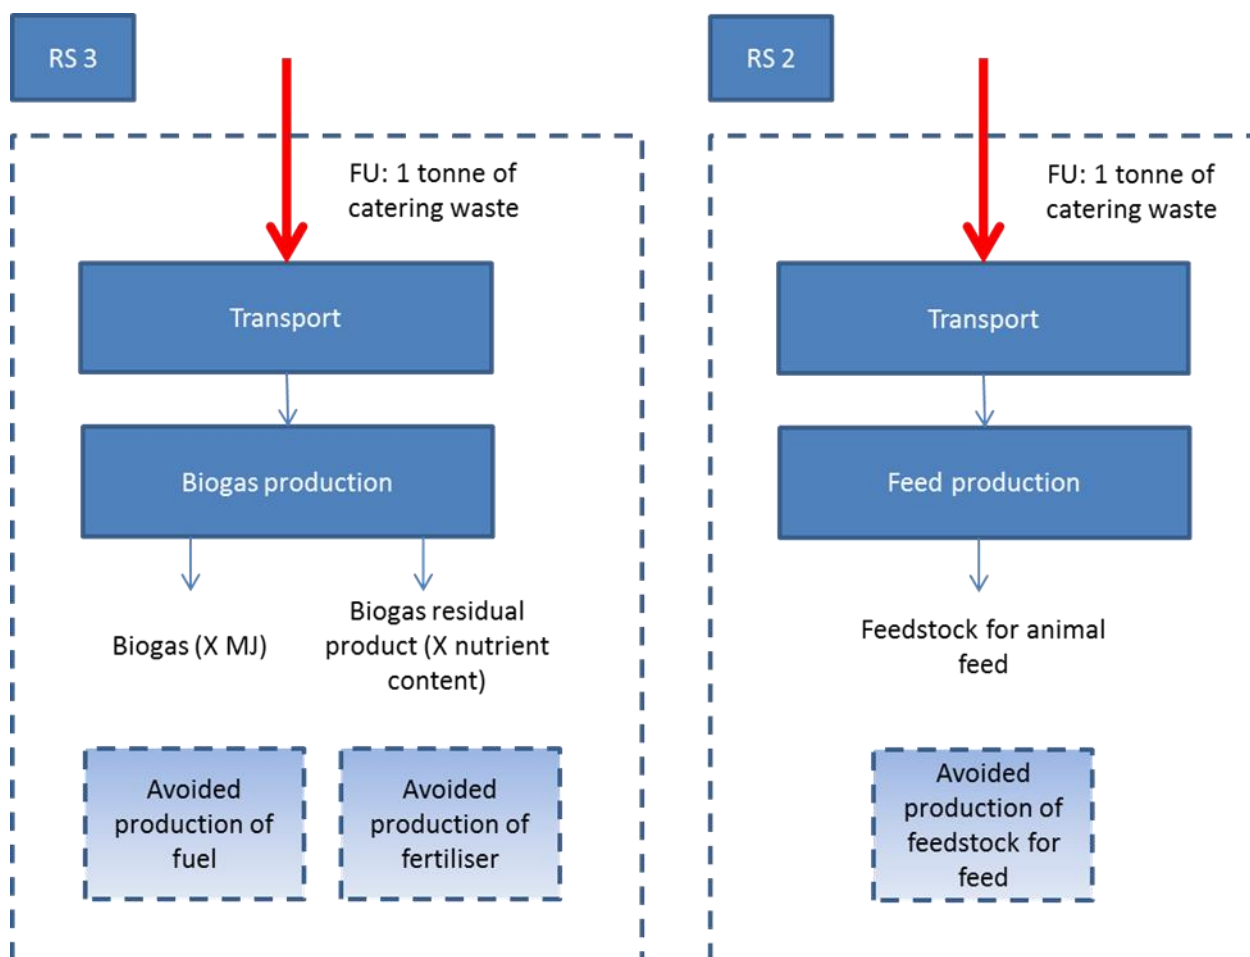 RS 3
FU: 1 tonne of
catering waste
Transport
Biogas production
Biogas (X MJ)
Biogas residual
product (X nutrient
content)
Avoided
production of
fuel
Avoided
production of
fertiliser
RS 2
FU: 1 tonne of
catering waste
Transport
Feed production
Feedstock for animal
feed
Avoided
production of
feedstock for
feed